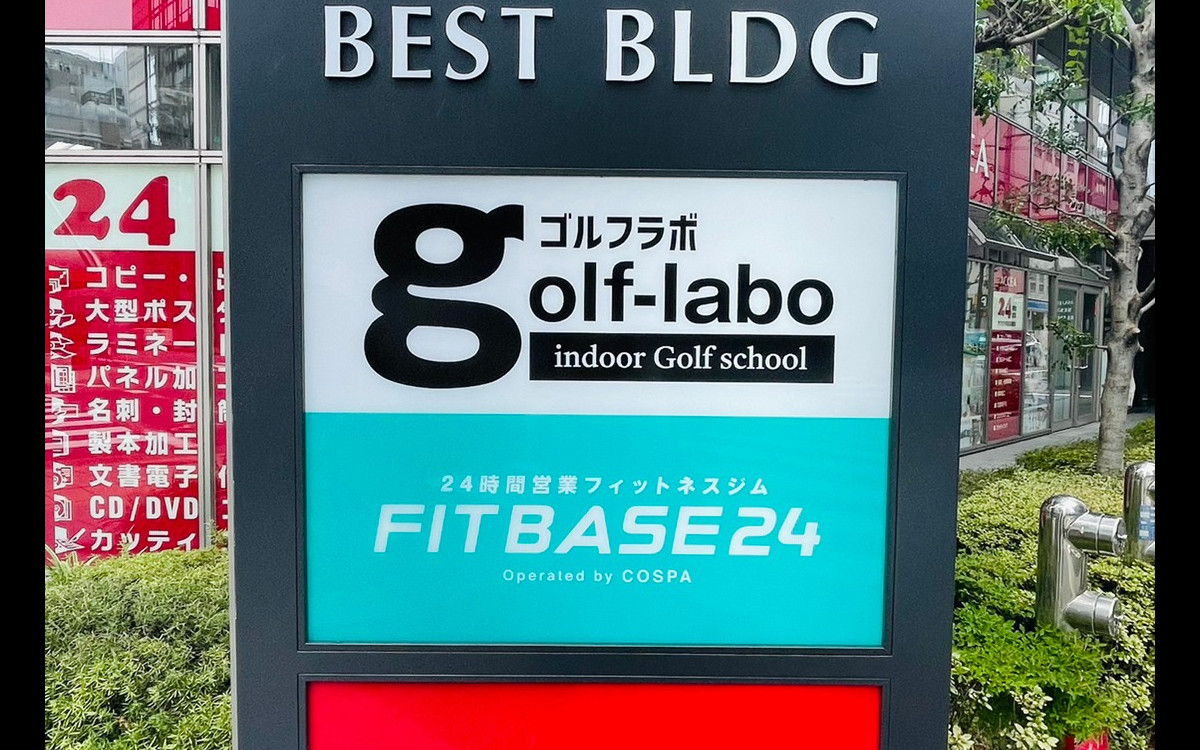 BEST BLDG
ゴルフラボ
golf-labo
indoor Golf school
24時間営業フィットネスジム
FITBASE24
Operated by COSPA
24
コピー・
大型ポス
ラミネー
パネル加
名刺・封
製本加工
文書電子
CD/DVD
カッティ
24